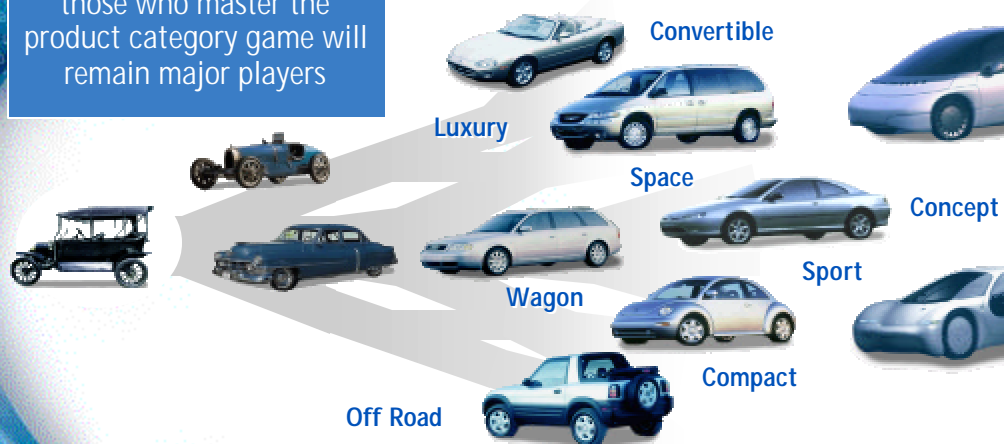 those who master the
product category game will
remain major players
Convertible
Luxury
Space
Concept
Sport
Wagon
Compact
Off Road